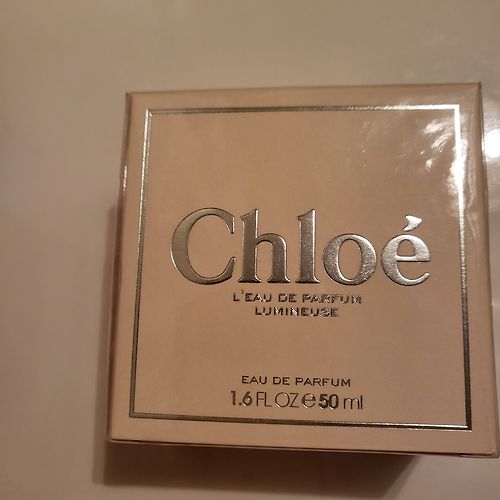 Chloé
L'EAU DE PARFUM
LUMINEUSE
EAU DE PARFUM
1.6 FL OZ e 50 ml